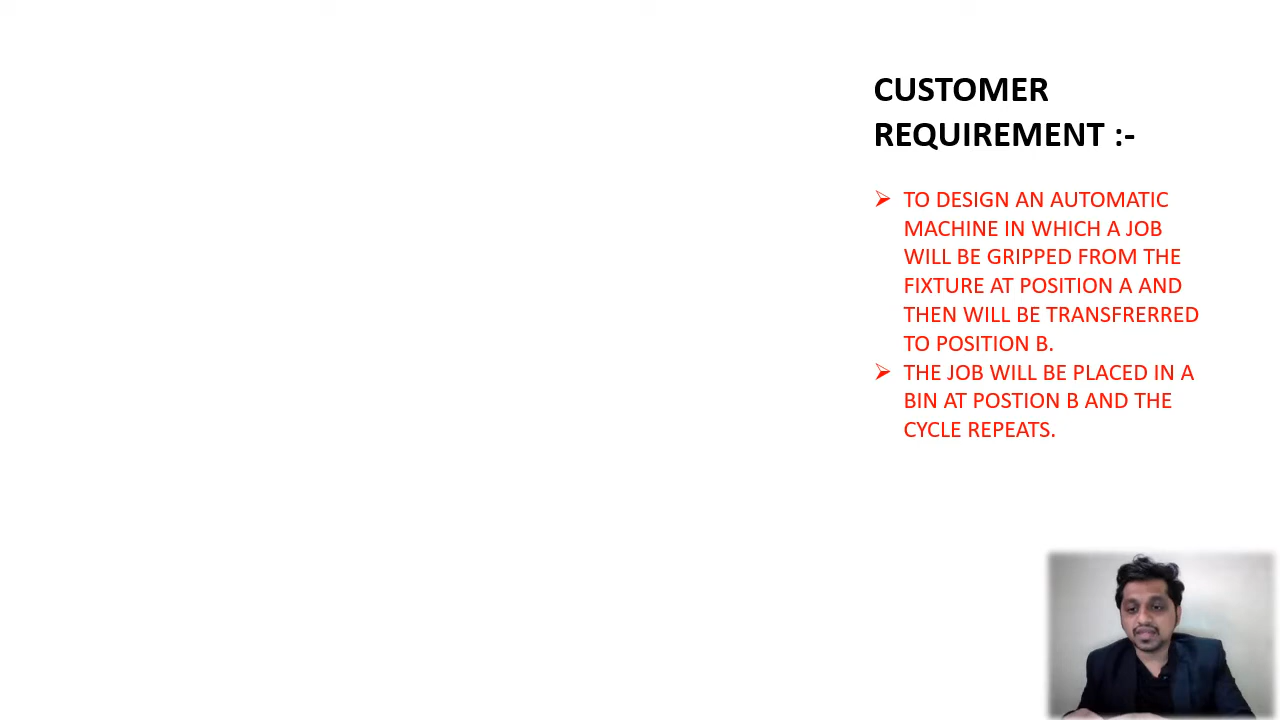 CUSTOMER
REQUIREMENT :-
➢ TO DESIGN AN AUTOMATIC
MACHINE IN WHICH A JOB
WILL BE GRIPPED FROM THE
FIXTURE AT POSITION A AND
THEN WILL BE TRANSFRERRED
TO POSITION B.
➢ THE JOB WILL BE PLACED IN A
BIN AT POSTION B AND THE
CYCLE REPEATS.